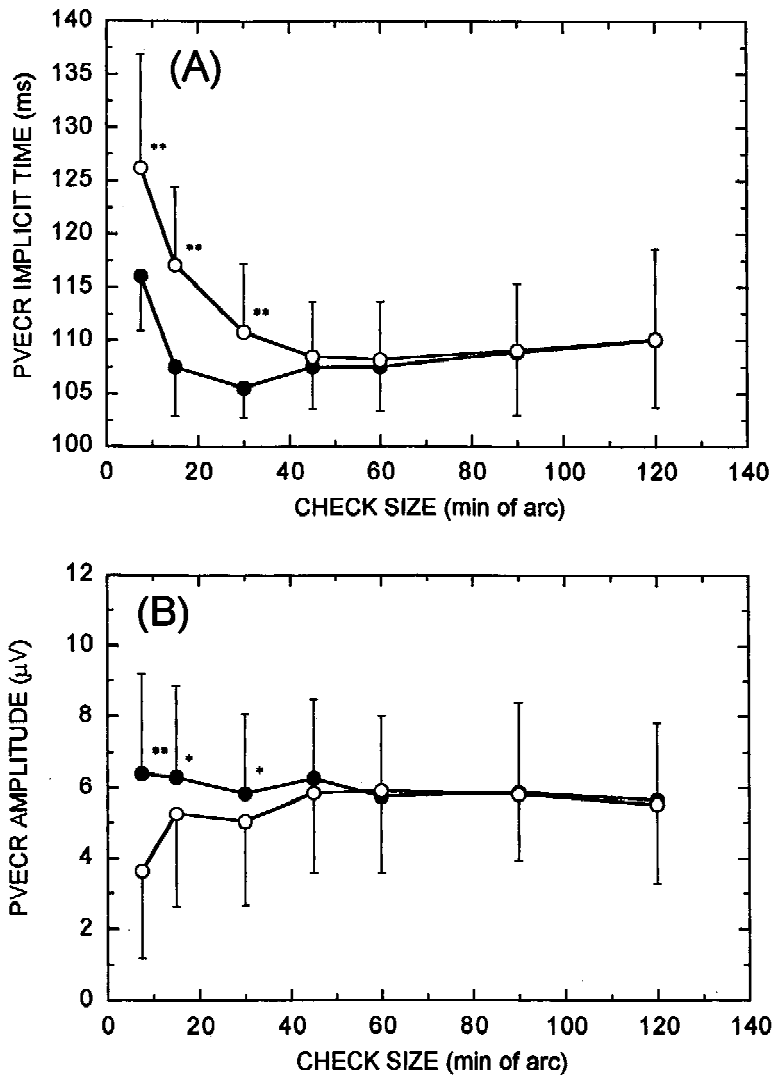 (A)
PVECR IMPLICIT TIME (ms)
140
135
130
125
120
115
110
105
100
**
**
**
0 20 40 60 80 100 120 140
CHECK SIZE (min of arc)
(B)
PVECR AMPLITUDE (μV)
12
10
8
6
4
2
0
**
*
*
0 20 40 60 80 100 120 140
CHECK SIZE (min of arc)